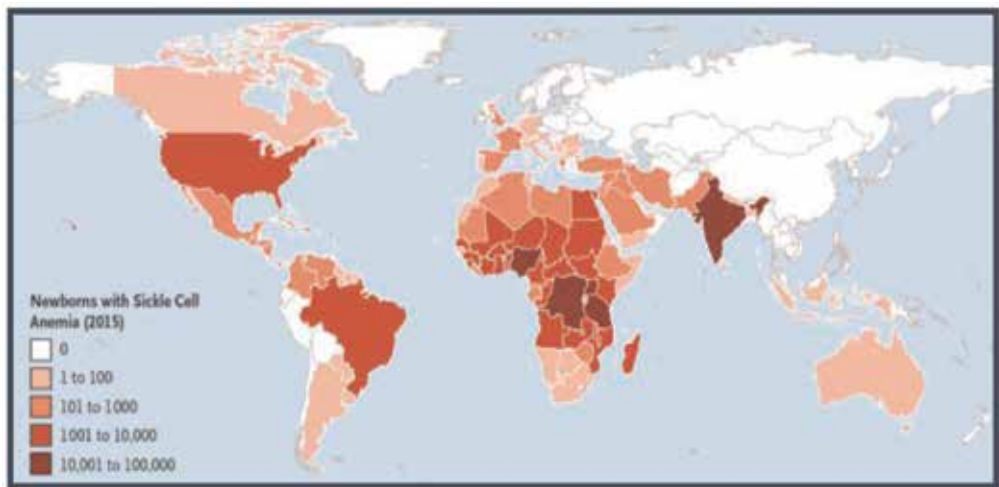 Newborns with Sickle Cell
Anemia (2015)
0
1 to 100
101 to 1000
1001 to 10,000
10,001 to 100,000